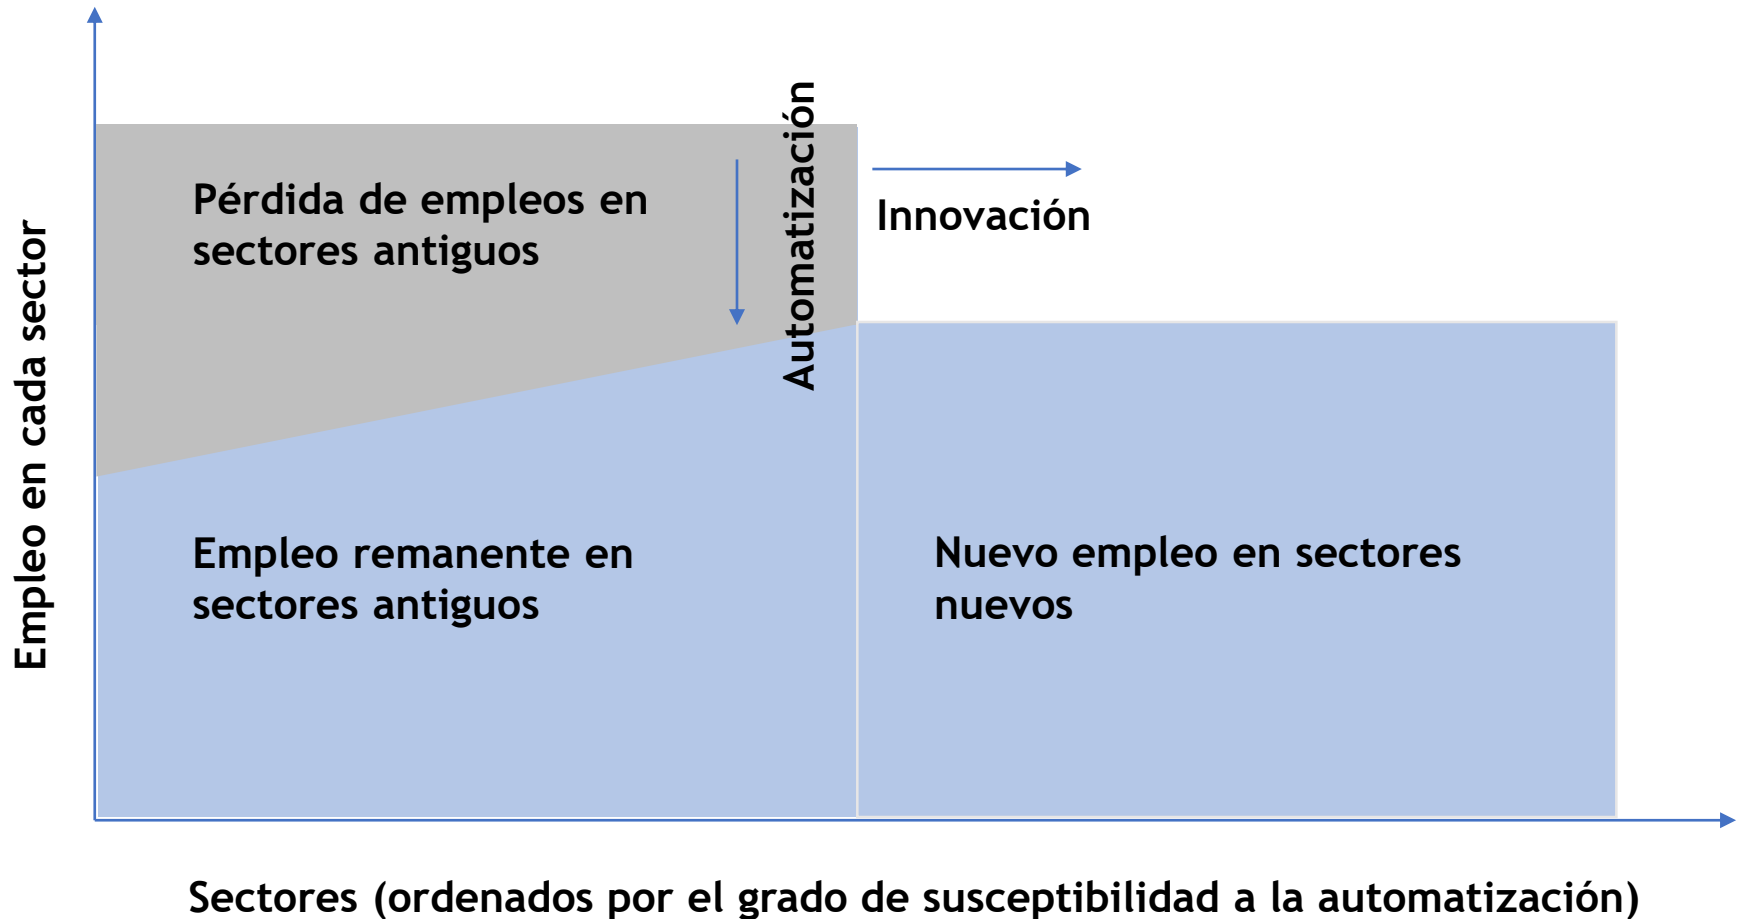 Empleo en cada sector
Pérdida de empleos en
sectores antiguos
Automatización
Innovación
Empleo remanente en
sectores antiguos
Nuevo empleo en sectores
nuevos
Sectores (ordenados por el grado de susceptibilidad a la automatización)